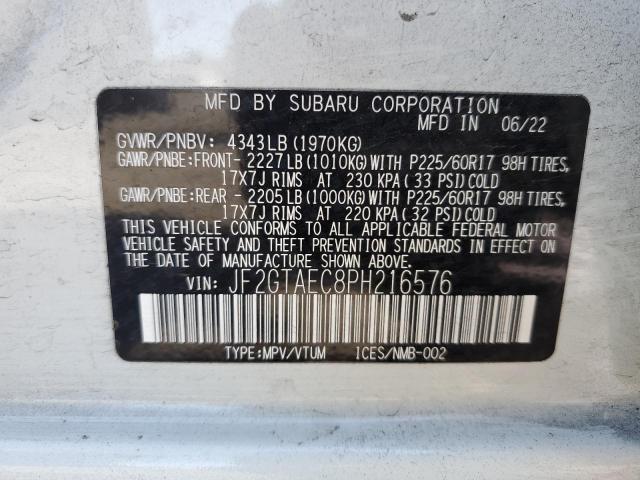 MFD BY SUBARU CORPORATION
MFD IN 06/22
GVWR/PNBV: 4343LB(1970KG)
GAWR/PNBE:FRONT- 2227LB(1010KG)WITH P225/60R17 98H TIRES,
17X7J RIMS AT 230 KPA(33 PSI)COLD
GAWR/PNBE:REAR - 2205LB(1000KG)WITH P225/60R17 98H TIRES,
17X7J RIMS AT 220 KPA(32 PSI)COLD
THIS VEHICLE CONFORMS TO ALL APPLICABLE FEDERAL MOTOR
VEHICLE SAFETY AND THEFT PREVENTION STANDARDS IN EFFECT ON
THE DATE OF MANUFACTURE SHOWN ABOVE.
VIN: JF2GTAEC8PH216576
TYPE:MPV/VTUM ICES/NMB-002